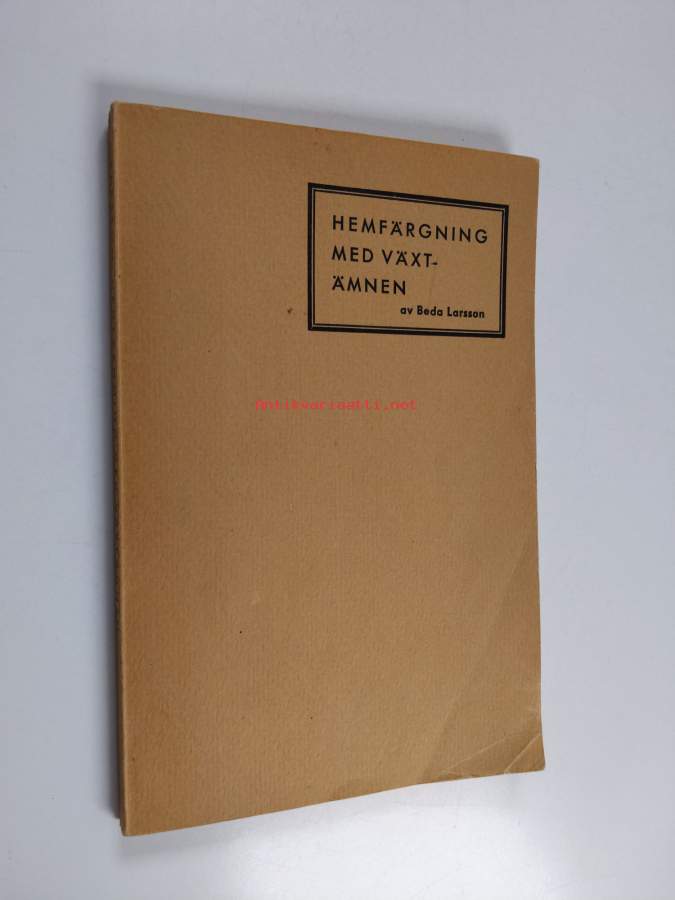 HEMFÄRGNING
MED VÄXT-
ÄMNEN
av Beda Larsson
Antikvariaatti.net